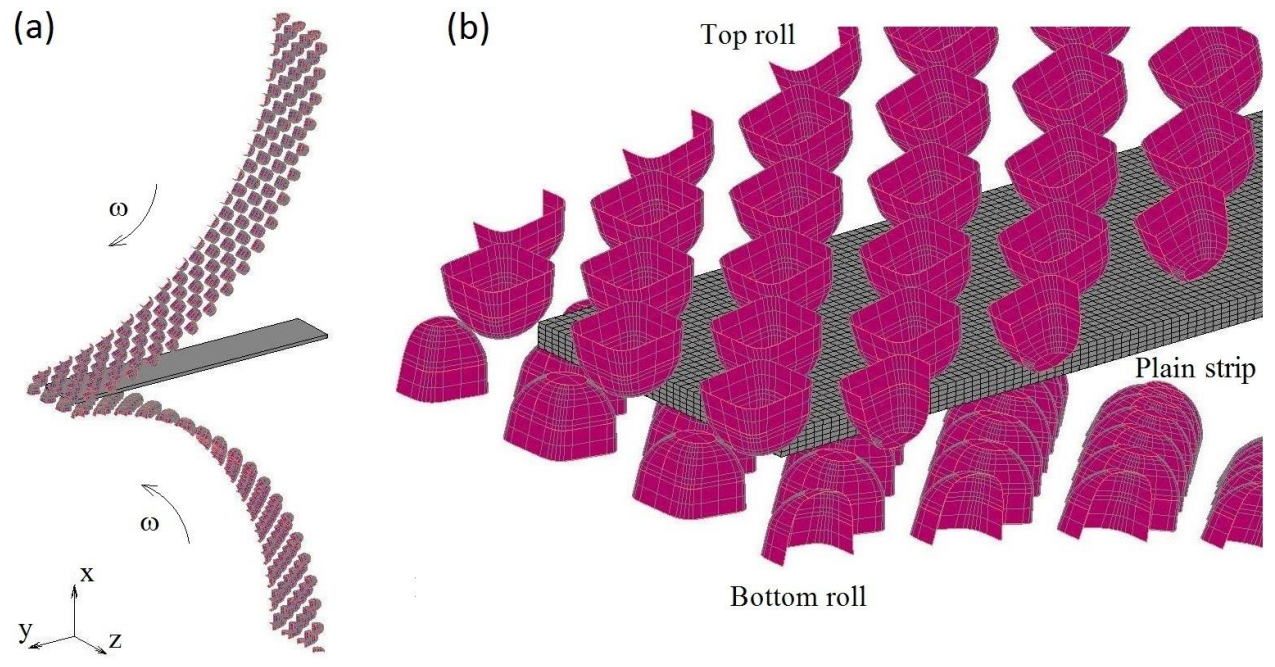 (a)
(b)
Top roll
ω
Plain strip
ω
x
y
z
Bottom roll